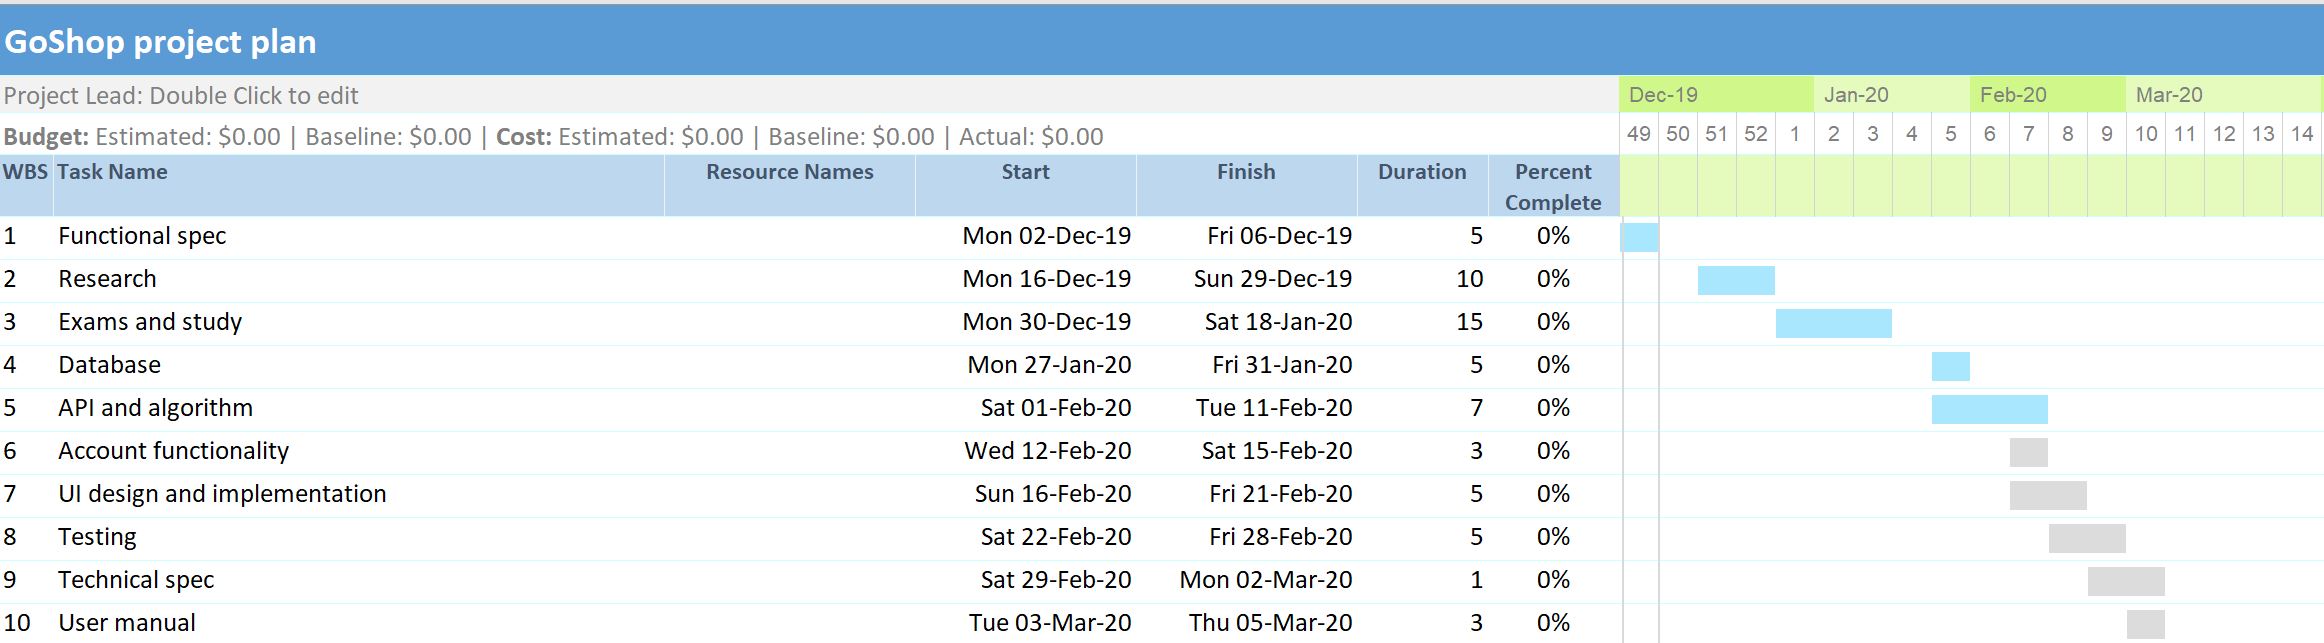 GoShop project plan
Project Lead: Double Click to edit
Dec-19 Jan-20 Feb-20 Mar-20
Budget: Estimated: $0.00 | Baseline: $0.00 | Cost: Estimated: $0.00 | Baseline: $0.00 | Actual: $0.00
49 50 51 52 1 2 3 4 5 6 7 8 9 10 11 12 13 14
WBS Task Name Resource Names Start Finish Duration Percent Complete
1 Functional spec Mon 02-Dec-19 Fri 06-Dec-19 5 0%
2 Research Mon 16-Dec-19 Sun 29-Dec-19 10 0%
3 Exams and study Mon 30-Dec-19 Sat 18-Jan-20 15 0%
4 Database Mon 27-Jan-20 Fri 31-Jan-20 5 0%
5 API and algorithm Sat 01-Feb-20 Tue 11-Feb-20 7 0%
6 Account functionality Wed 12-Feb-20 Sat 15-Feb-20 3 0%
7 UI design and implementation Sun 16-Feb-20 Fri 21-Feb-20 5 0%
8 Testing Sat 22-Feb-20 Fri 28-Feb-20 5 0%
9 Technical spec Sat 29-Feb-20 Mon 02-Mar-20 1 0%
10 User manual Tue 03-Mar-20 Thu 05-Mar-20 3 0%